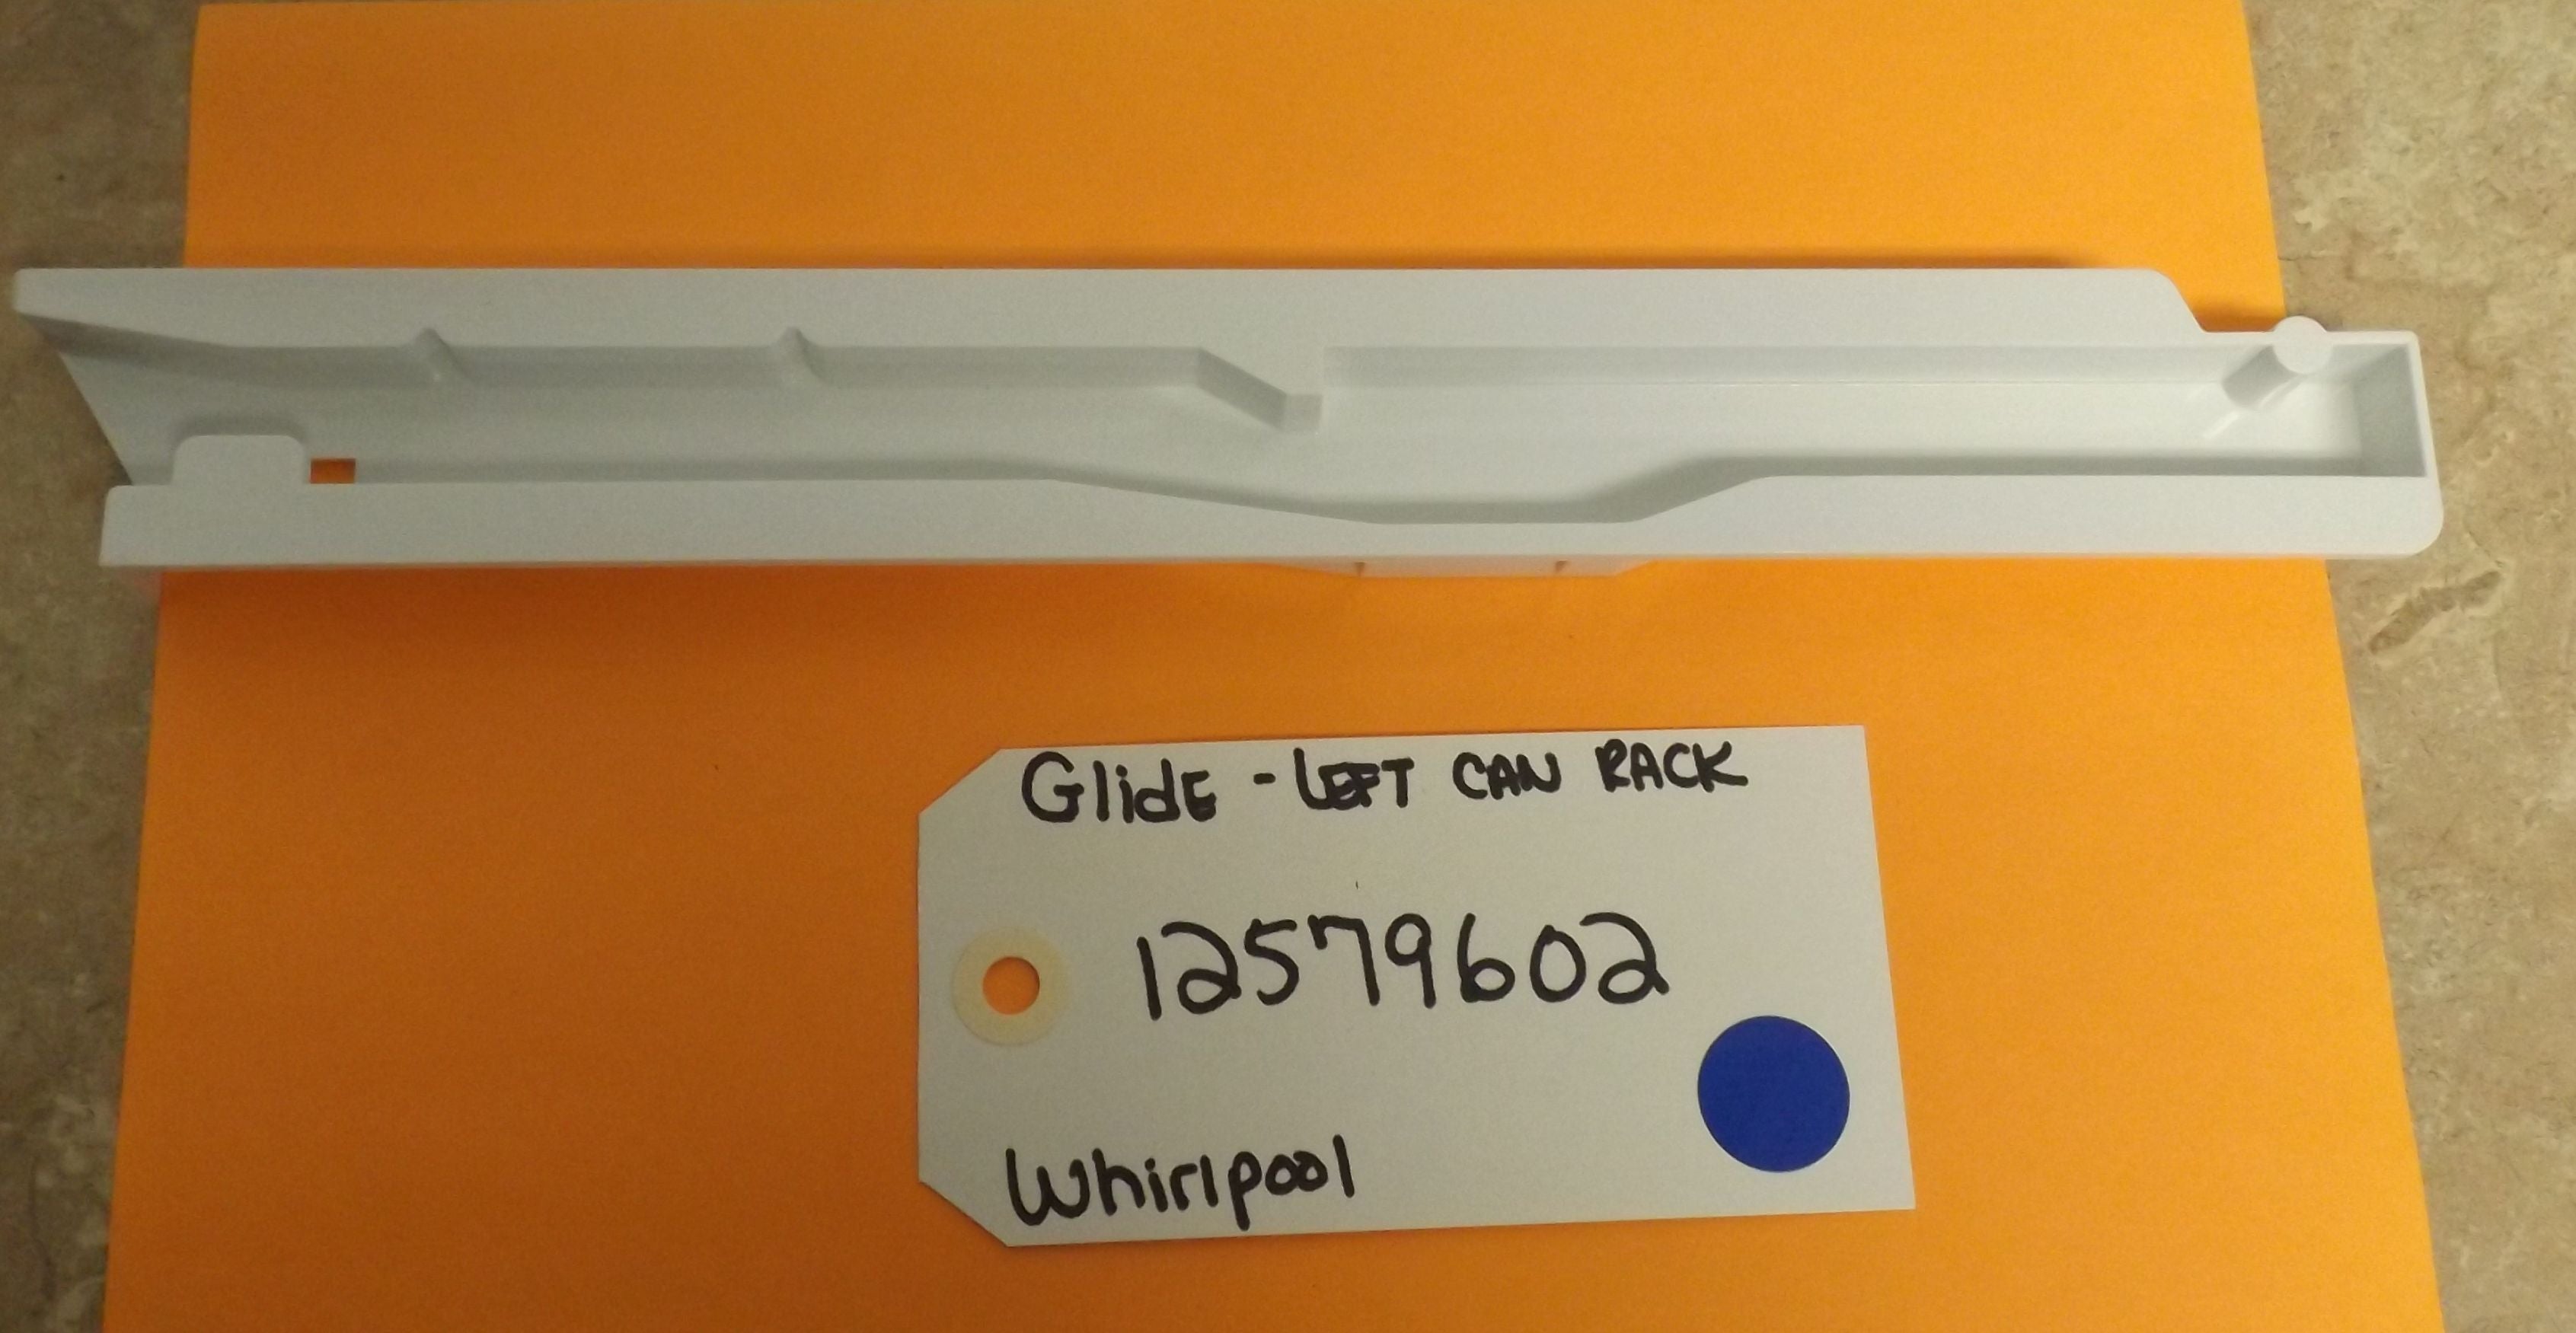 GlidE - LEFT CAN RACK
12579602
Whirlpool